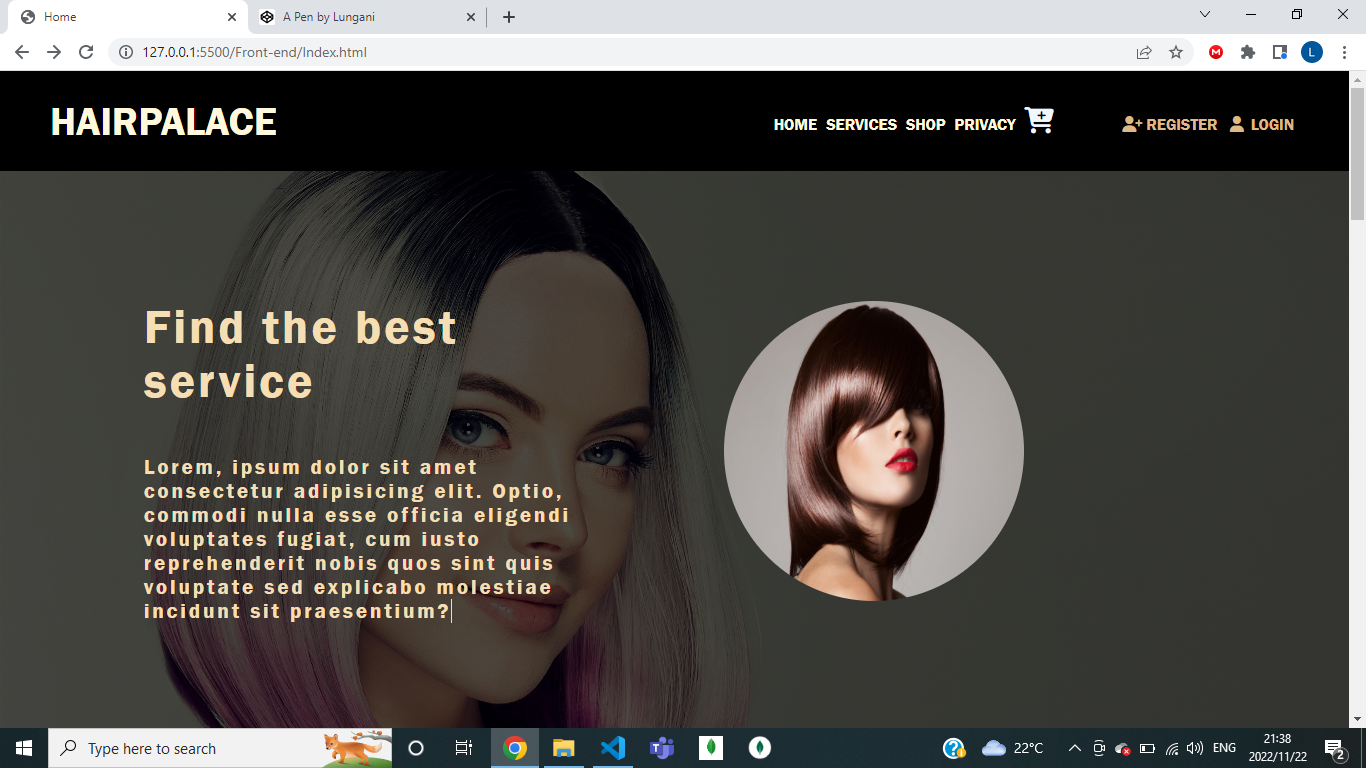 Home
A Pen by Lungani
127.0.0.1:5500/Front-end/Index.html
L
HAIRPALACE
HOME SERVICES SHOP PRIVACY
REGISTER LOGIN
Find the best
service
Lorem, ipsum dolor sit amet
consectetur adipisicing elit. Optio,
commodi nulla esse officia eligendi
voluptates fugiat, cum iusto
reprehenderit nobis quos sint quis
voluptate sed explicabo molestiae
incidunt sit praesentium?
Type here to search
22°C
ENG
21:38
2022/11/22
2